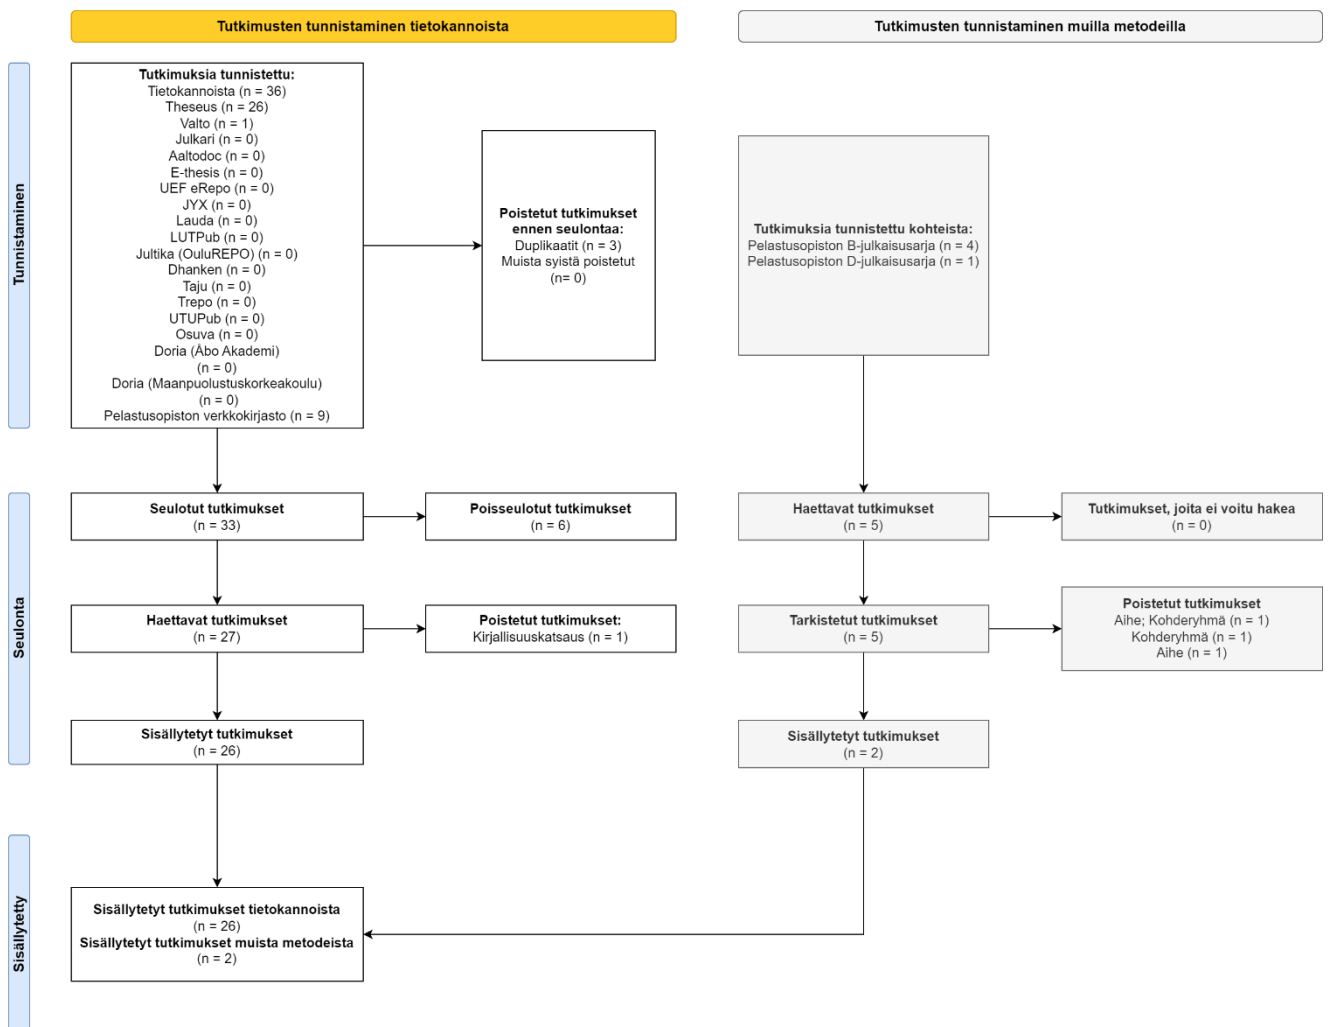 Tutkimusten tunnistaminen tietokannoista
Tutkimusten tunnistaminen muilla metodeilla
Tunnistaminen
Tutkimuksia tunnistettu:
Tietokannoista (n = 36)
Theseus (n = 26)
Valto (n = 1)
Julkari (n = 0)
Aaltodoc (n = 0)
E-thesis (n = 0)
UEF eRepo (n = 0)
JYX (n = 0)
Lauda (n = 0)
LUTPub (n = 0)
Jultika (OuluREPO) (n = 0)
Dhanken (n = 0)
Taju (n = 0)
Trepo (n = 0)
UTUPub (n = 0)
Osuva (n = 0)
Doria (Åbo Akademi)
(n = 0)
Doria (Maanpuolustuskorkeakoulu)
(n = 0)
Pelastusopiston verkkokirjasto (n = 9)
Poistetut tutkimukset
ennen seulontaa:
Duplikaatit (n = 3)
Muista syistä poistetut
(n= 0)
Tutkimuksia tunnistettu kohteista:
Pelastusopiston B-julkaisusarja (n = 4)
Pelastusopiston D-julkaisusarja (n = 1)
Seulonta
Seulotut tutkimukset
(n = 33)
Poisseulotut tutkimukset
(n = 6)
Haettavat tutkimukset
(n = 5)
Tutkimukset, joita ei voitu hakea
(n = 0)
Haettavat tutkimukset
(n = 27)
Poistetut tutkimukset:
Kirjallisuuskatsaus (n = 1)
Tarkistetut tutkimukset
(n = 5)
Poistetut tutkimukset
Aihe; Kohderyhmä (n = 1)
Kohderyhmä (n = 1)
Aihe (n = 1)
Sisällytetyt tutkimukset
(n = 26)
Sisällytetyt tutkimukset
(n = 2)
Sisällytetty
Sisällytetyt tutkimukset tietokannoista
(n = 26)
Sisällytetyt tutkimukset muista metodeista
(n = 2)